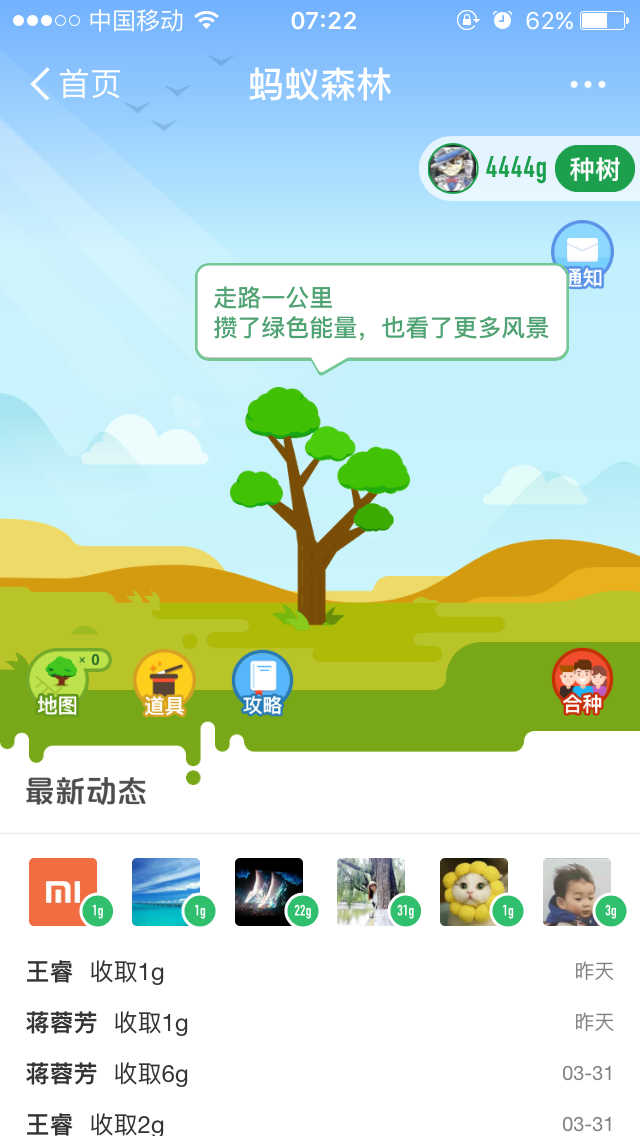 中国移动 07:22 62%
首页 蚂蚁森林
4444g 种树
通知
走路一公里
攒了绿色能量，也看了更多风景
× 0
地图 道具 攻略 合种
最新动态
MI
1g 1g 22g 31g 1g 3g
王睿 收取1g 昨天
蒋蓉芳 收取1g 昨天
蒋蓉芳 收取6g 03-31
王睿 收取2g 03-31